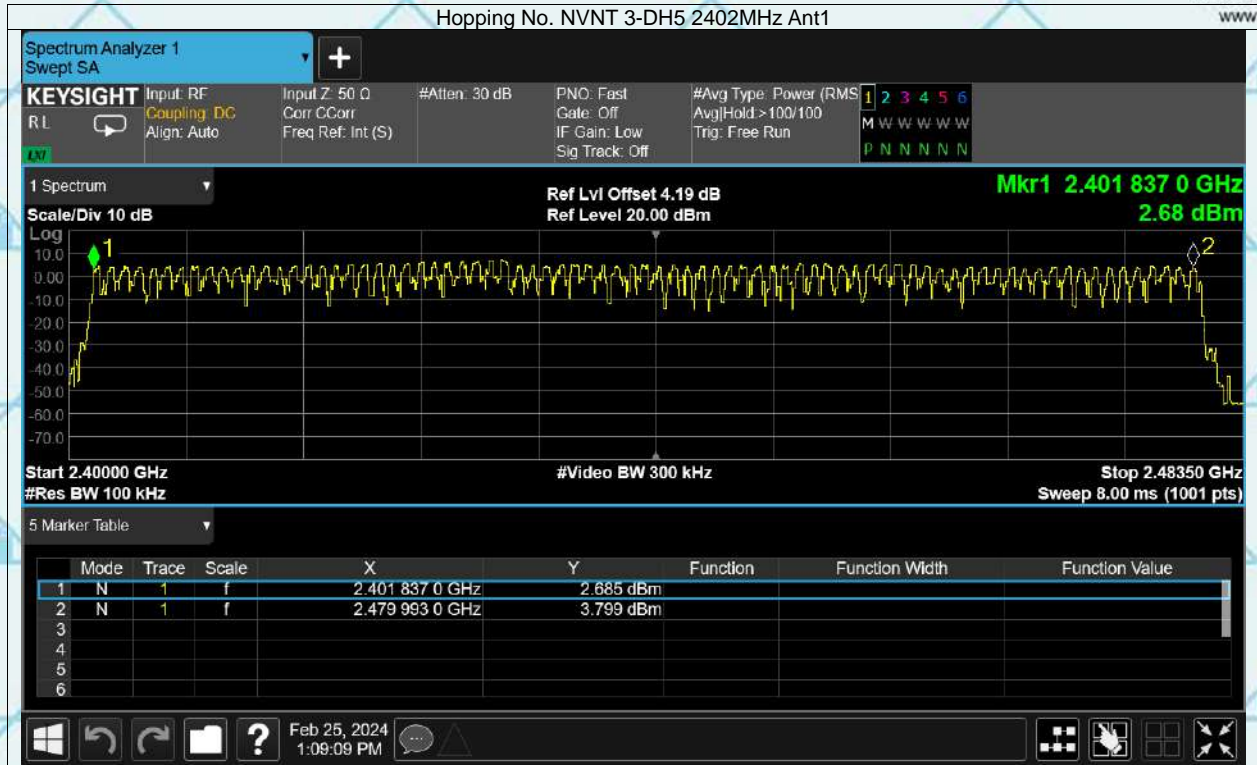 Hopping No. NVNT 3-DH5 2402MHz Ant1
www
Spectrum Analyzer 1
Swept SA
+
KEYSIGHT
RL
LXI
Input: RF
Coupling: DC
Align: Auto
Input Z: 50 Ω
Corr CCorr
Freq Ref: Int (S)
#Atten: 30 dB
PNO: Fast
Gate: Off
IF Gain: Low
Sig Track: Off
#Avg Type: Power (RMS
Avg|Hold:>100/100
Trig: Free Run
1 2 3 4 5 6
M W W W W W
P N N N N N
1 Spectrum
Scale/Div 10 dB
Ref Lvl Offset 4.19 dB
Ref Level 20.00 dBm
Mkr1 2.401 837 0 GHz
2.68 dBm
Log
10.0
0.00
-10.0
-20.0
-30.0
-40.0
-50.0
-60.0
-70.0
1
2
Start 2.40000 GHz
#Video BW 300 kHz
Stop 2.48350 GHz
#Res BW 100 kHz
Sweep 8.00 ms (1001 pts)
5 Marker Table
Mode Trace Scale X Y Function Function Width Function Value
1 N 1 f 2.401 837 0 GHz 2.685 dBm
2 N 1 f 2.479 993 0 GHz 3.799 dBm
3
4
5
6
?
Feb 25, 2024
1:09:09 PM